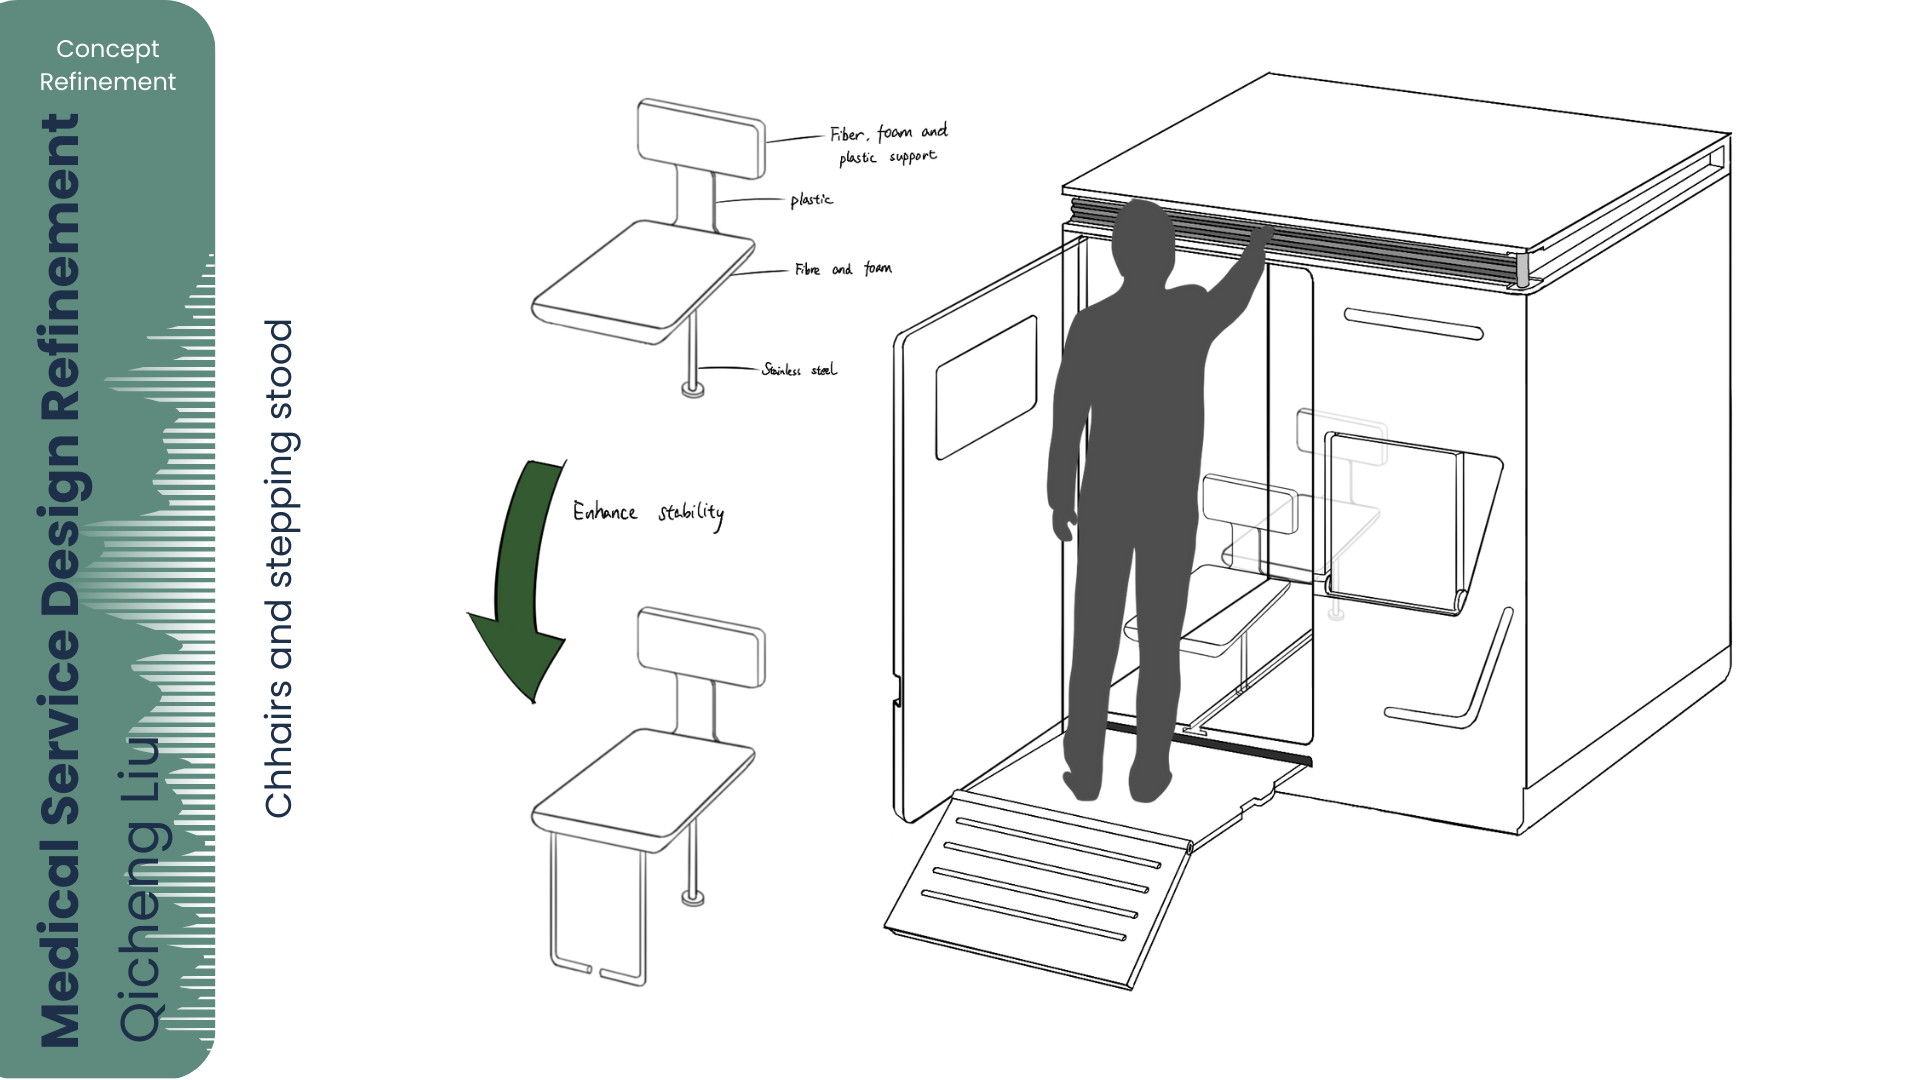 Concept
Refinement
Medical Service Design Refinement
Qicheng Liu
Chhairs and stepping stood
Fiber, foam and
plastic support
plastic
Fibre and foam
Stainless steel
Enhance stability